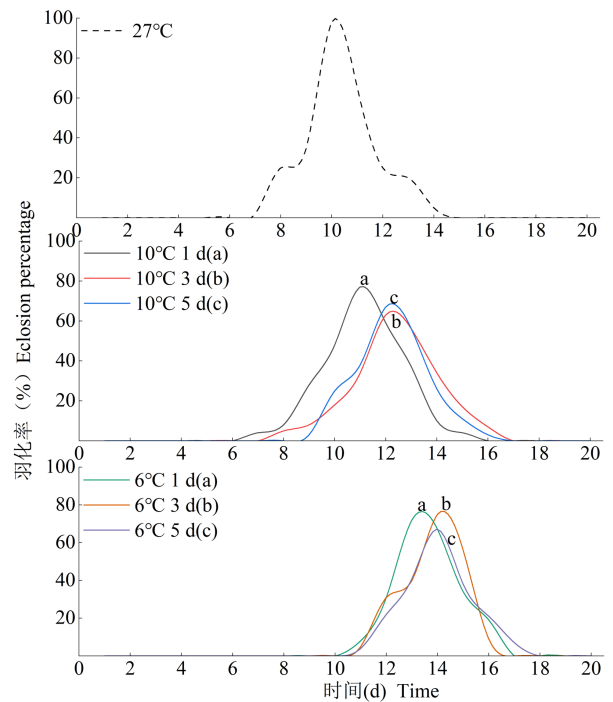 羽化率（%）Eclosion percentage
100
80
60
40
20
27℃
0 2 4 6 8 10 12 14 16 18 20
100
80
60
40
20
10℃ 1 d(a)
10℃ 3 d(b)
10℃ 5 d(c)
a
c
b
0 2 4 6 8 10 12 14 16 18 20
100
80
60
40
20
6℃ 1 d(a)
6℃ 3 d(b)
6℃ 5 d(c)
a b
c
0 2 4 6 8 10 12 14 16 18 20
时间(d) Time